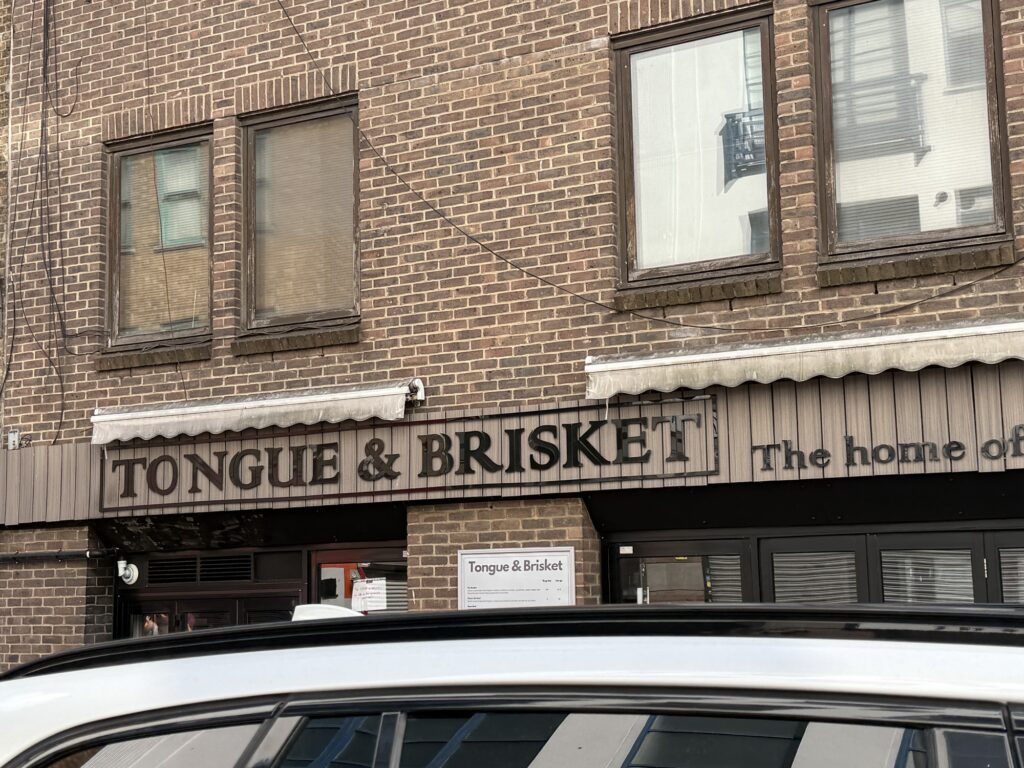 TONGUE & BRISKET
The home of
Tongue & Brisket